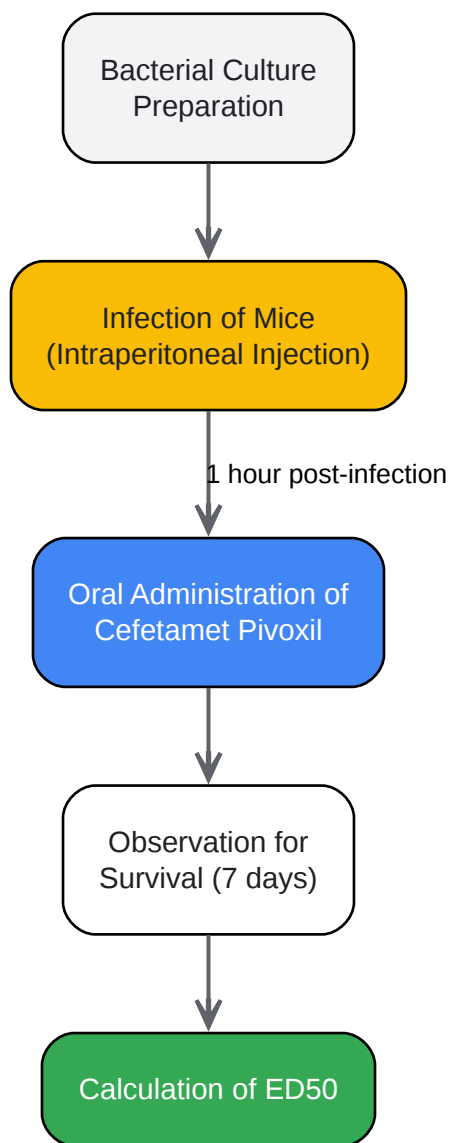 Bacterial Culture
Preparation
Infection of Mice
(Intraperitoneal Injection)
1 hour post-infection
Oral Administration of
Cefetamet Pivoxil
Observation for
Survival (7 days)
Calculation of ED50